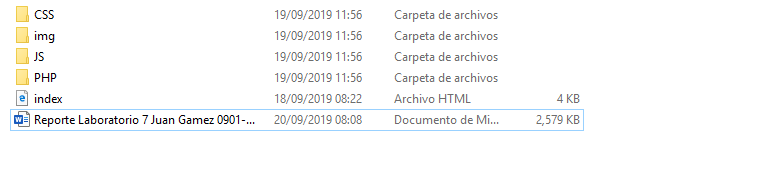 CSS 19/09/2019 11:56 Carpeta de archivos
img 19/09/2019 11:56 Carpeta de archivos
JS 19/09/2019 11:56 Carpeta de archivos
PHP 19/09/2019 11:56 Carpeta de archivos
index 18/09/2019 08:22 Archivo HTML 4 KB
Reporte Laboratorio 7 Juan Gamez 0901-... 20/09/2019 08:08 Documento de Mi... 2,579 KB